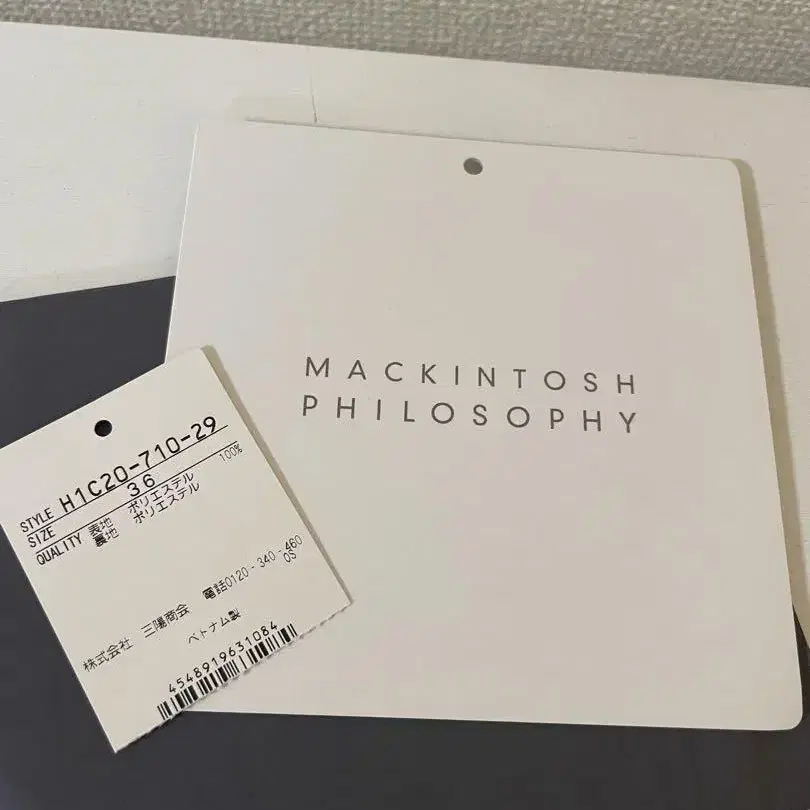 MACKINTOSH
PHILOSOPHY
STYLE H1C20-710-29
SIZE 36
QUALITY 表地 ポリエステル 100%
裏地 ポリエステル
株式会社 三陽商会 電話0120-340-460
OS
ベトナム製
4548919631084